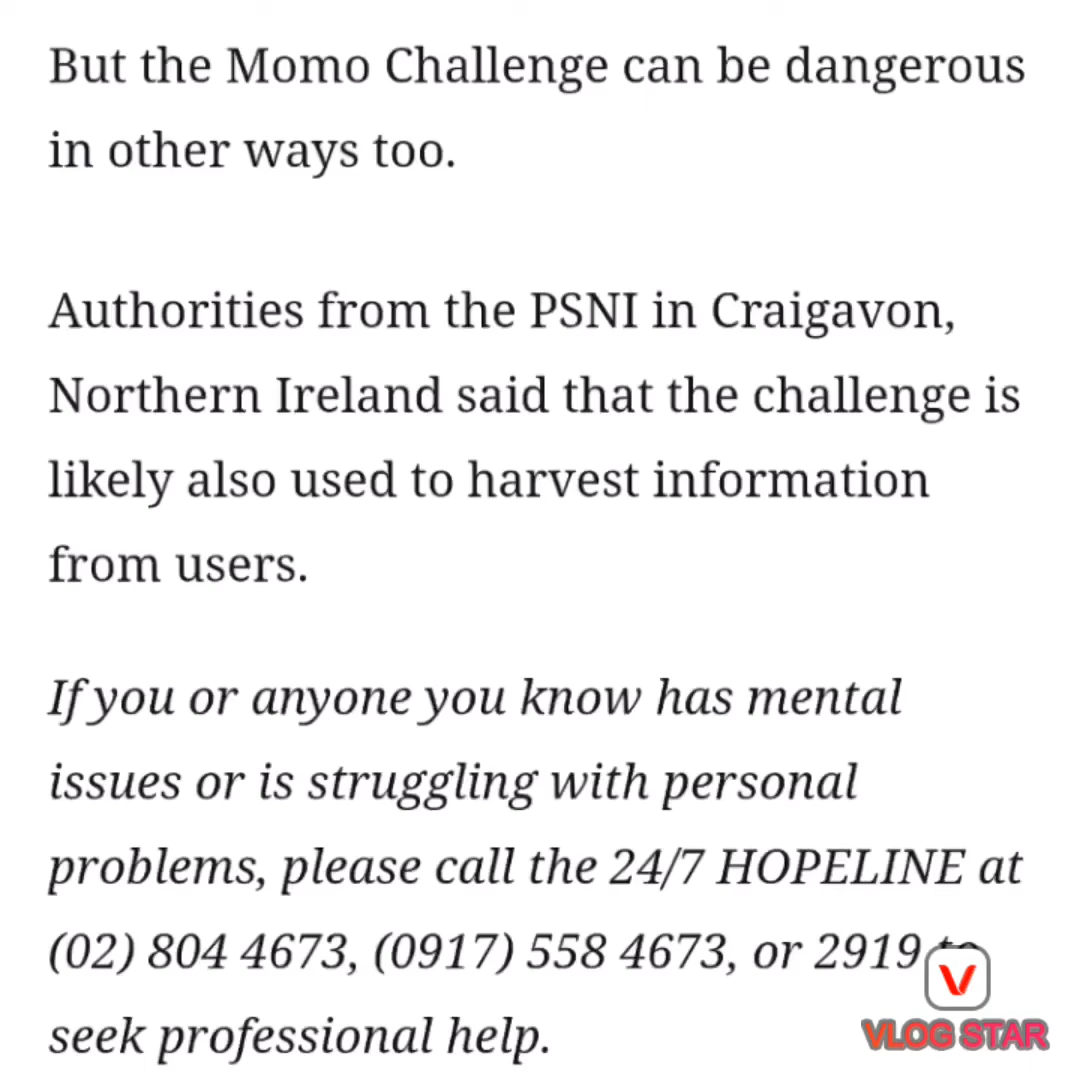 But the Momo Challenge can be dangerous
in other ways too.
Authorities from the PSNI in Craigavon,
Northern Ireland said that the challenge is
likely also used to harvest information
from users.
If you or anyone you know has mental
issues or is struggling with personal
problems, please call the 24/7 HOPELINE at
(02) 804 4673, (0917) 558 4673, or 2919
seek professional help.
V
VLOG STAR